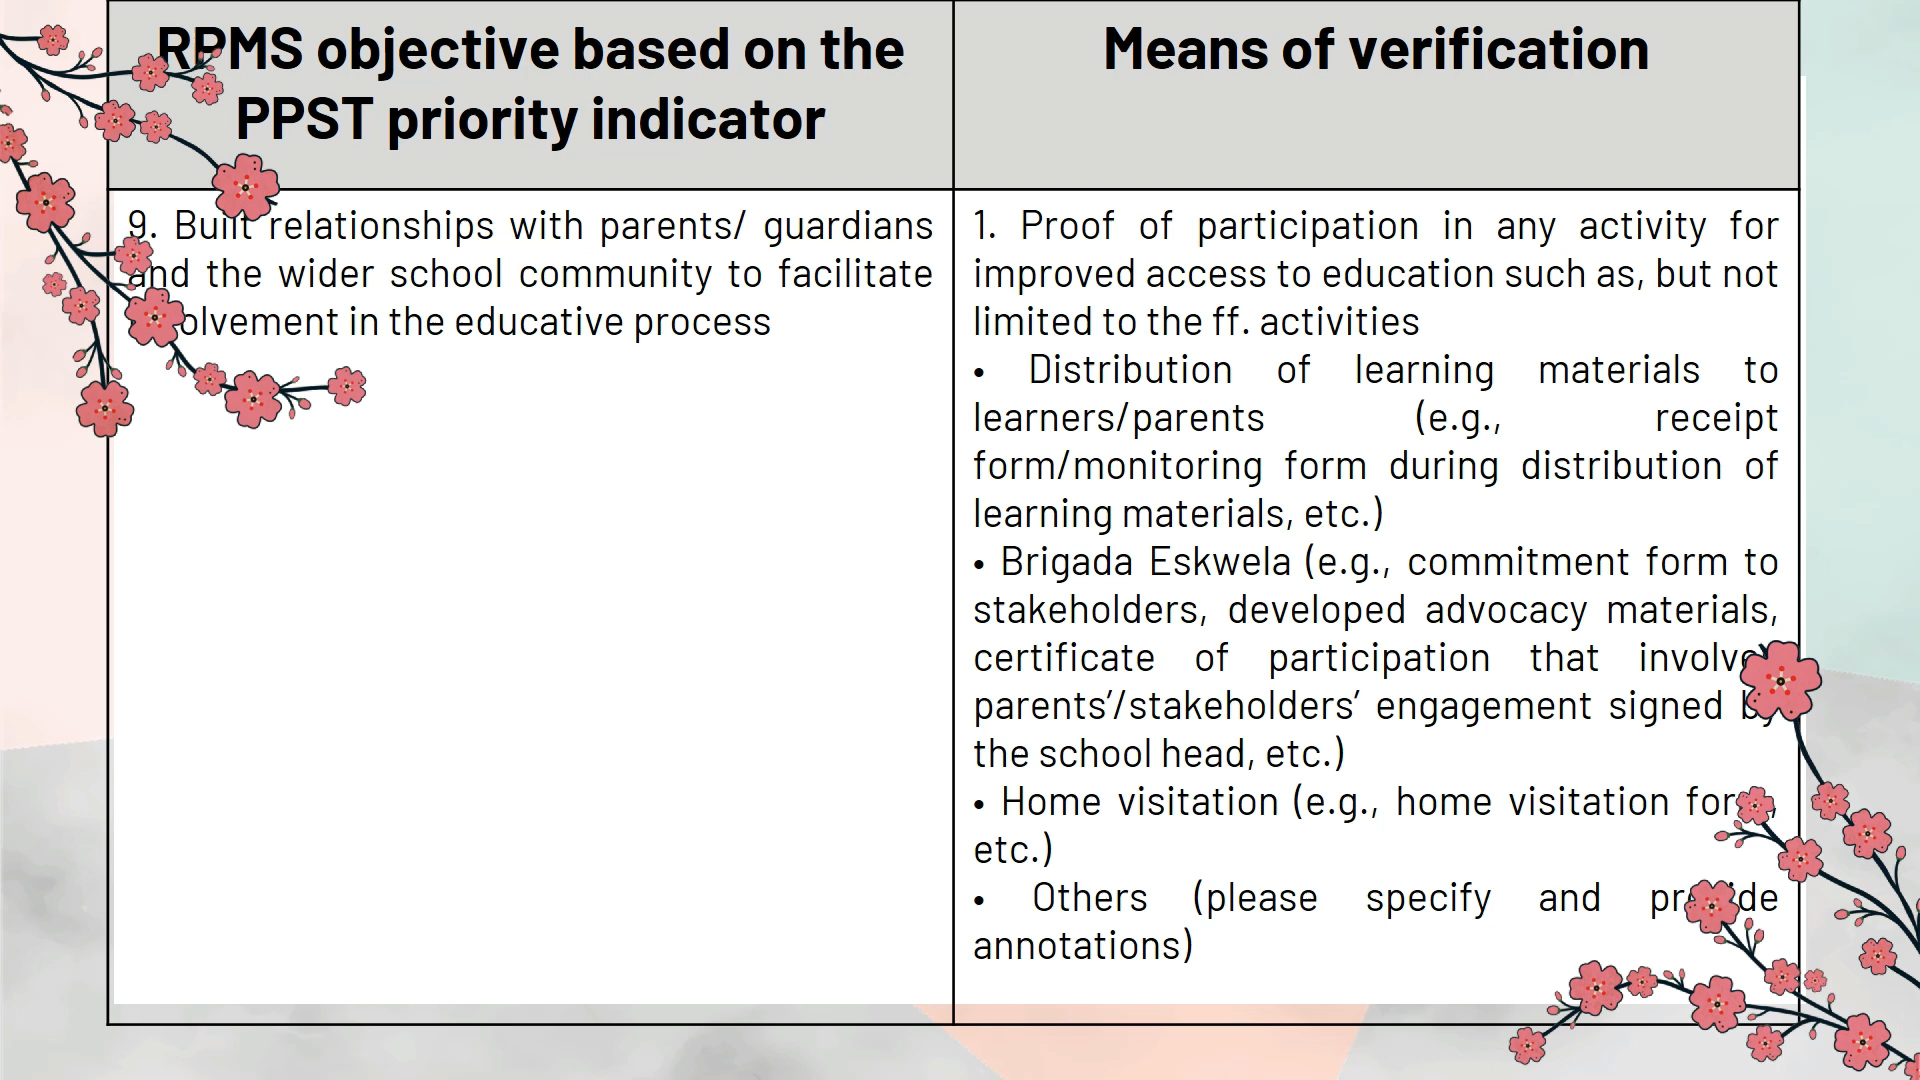 RPMS objective based on the
PPST priority indicator
Means of verification
9. Built relationships with parents/ guardians
and the wider school community to facilitate
olvement in the educative process
1. Proof of participation in any activity for
improved access to education such as, but not
limited to the ff. activities
• Distribution of learning materials to
learners/parents (e.g., receipt
form/monitoring form during distribution of
learning materials, etc.)
• Brigada Eskwela (e.g., commitment form to
stakeholders, developed advocacy materials,
certificate of participation that involve
parents’/stakeholders’ engagement signed by
the school head, etc.)
• Home visitation (e.g., home visitation form,
etc.)
• Others (please specify and provide
annotations)